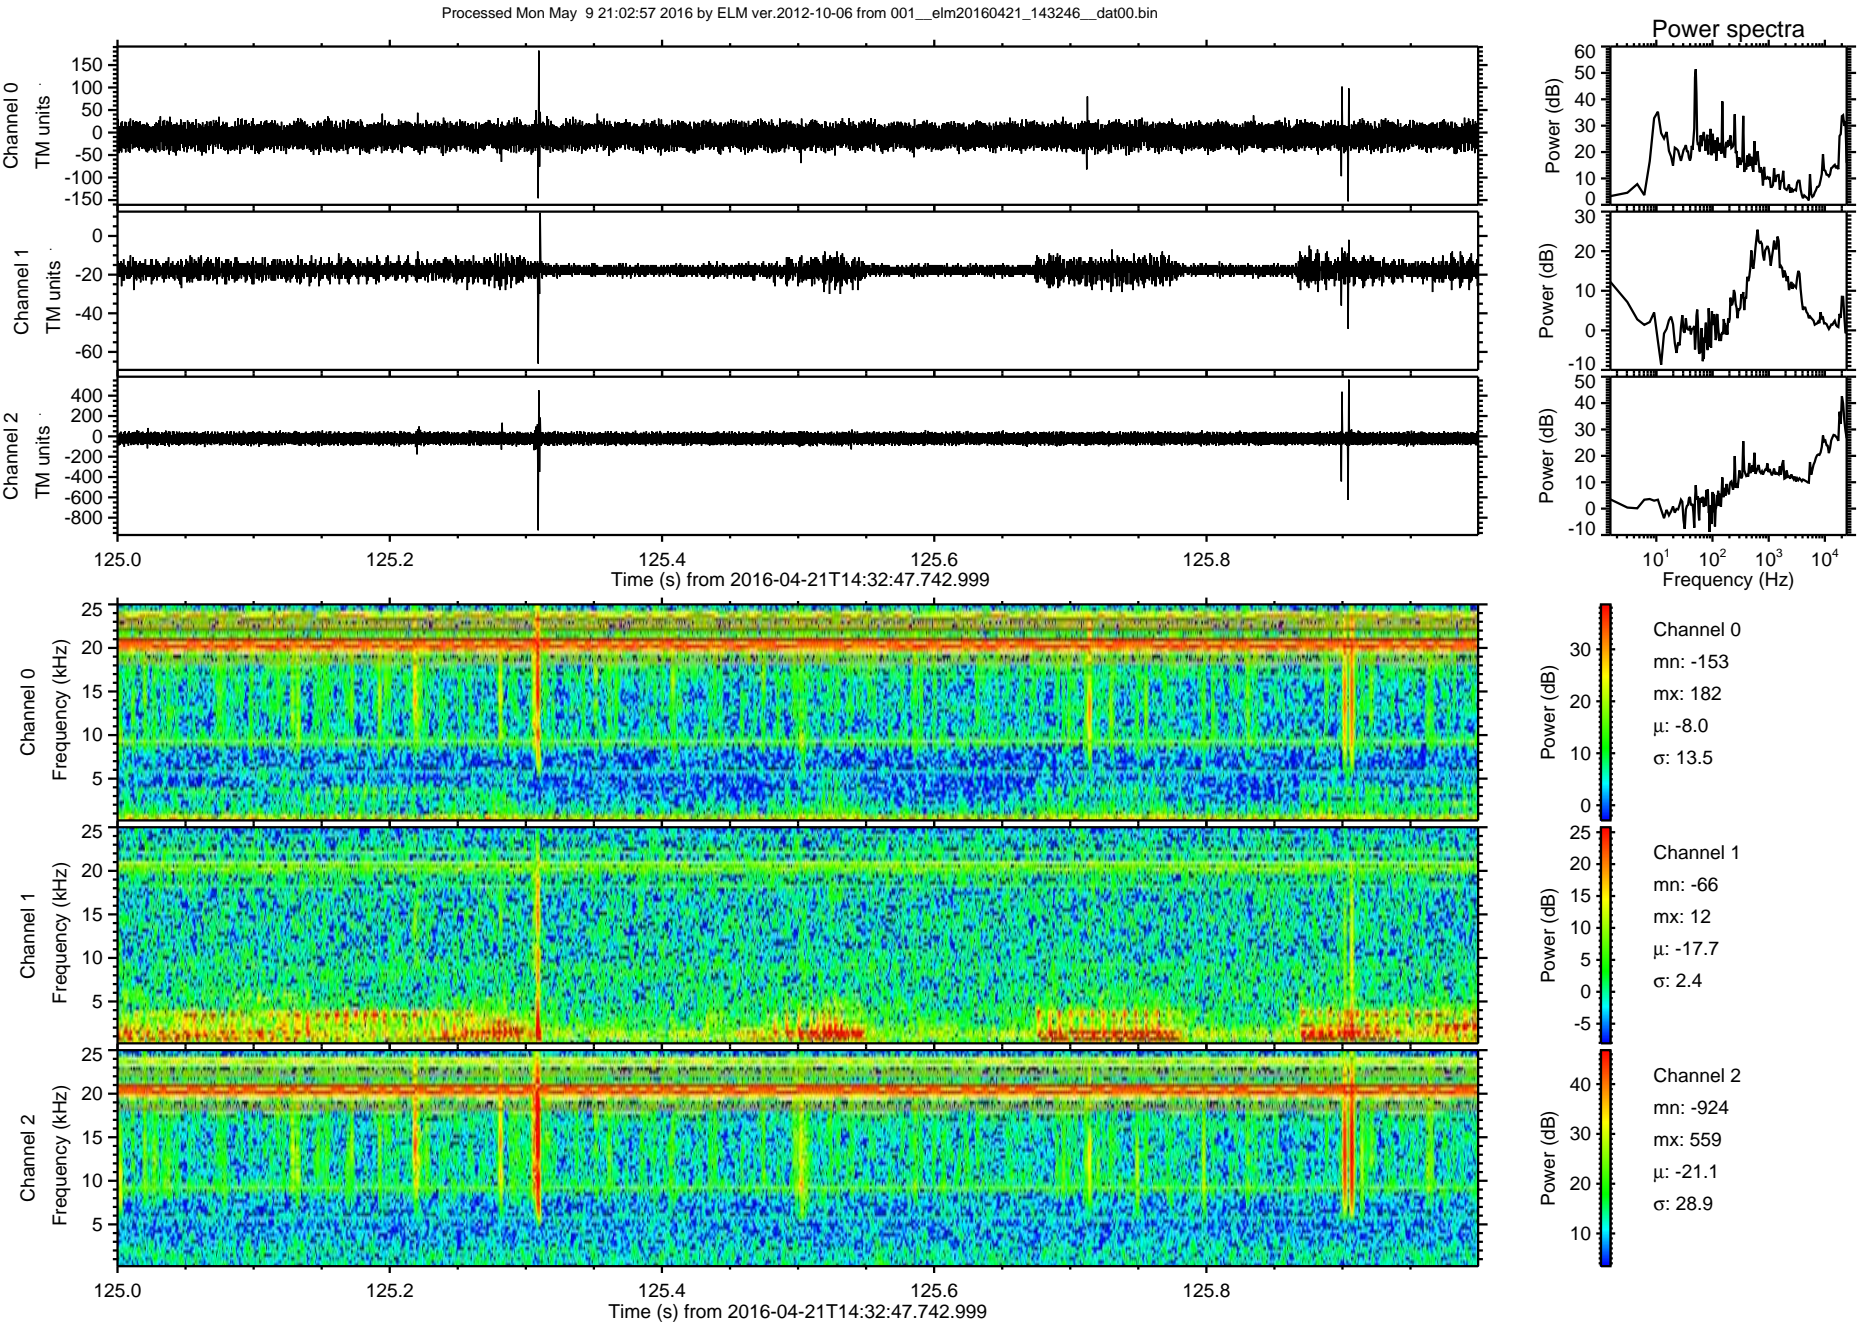 Processed Mon May  9 21:02:57 2016 by ELM ver.2012-10-06 from 001__elm20160421_143246__dat00.bin
Power spectra
Channel 0
TM units
150
100
50
0
-50
-100
-150
Power (dB)
60
50
40
30
20
10
0
Channel 1
TM units
0
-20
-40
-60
Power (dB)
30
20
10
0
-10
Channel 2
TM units
400
200
0
-200
-400
-600
-800
Power (dB)
50
40
30
20
10
0
-10
125.0 125.2 125.4 125.6 125.8
Time (s) from 2016-04-21T14:32:47.742.999
10¹ 10² 10³ 10⁴
Frequency (Hz)
Channel 0
Frequency (kHz)
25
20
15
10
5
Power (dB)
30
20
10
0
Channel 0
mn: -153
mx: 182
μ: -8.0
σ: 13.5
Channel 1
Frequency (kHz)
25
20
15
10
5
Power (dB)
25
20
15
10
5
0
-5
Channel 1
mn: -66
mx: 12
μ: -17.7
σ: 2.4
Channel 2
Frequency (kHz)
25
20
15
10
5
Power (dB)
40
30
20
10
Channel 2
mn: -924
mx: 559
μ: -21.1
σ: 28.9
125.0 125.2 125.4 125.6 125.8
Time (s) from 2016-04-21T14:32:47.742.999